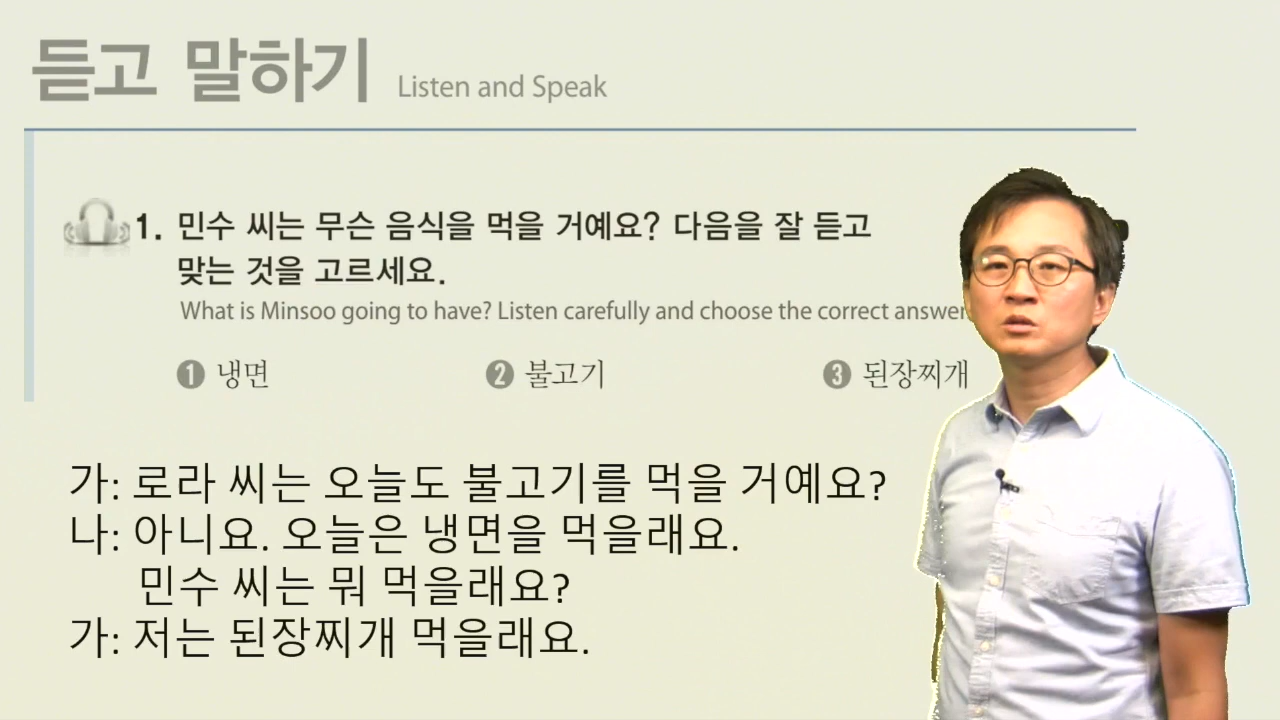 듣고 말하기 Listen and Speak
1. 민수 씨는 무슨 음식을 먹을 거예요? 다음을 잘 듣고
맞는 것을 고르세요.
What is Minsoo going to have? Listen carefully and choose the correct answer
1 냉면 2 불고기 3 된장찌개
가: 로라 씨는 오늘도 불고기를 먹을 거예요?
나: 아니요. 오늘은 냉면을 먹을래요.
민수 씨는 뭐 먹을래요?
가: 저는 된장찌개 먹을래요.